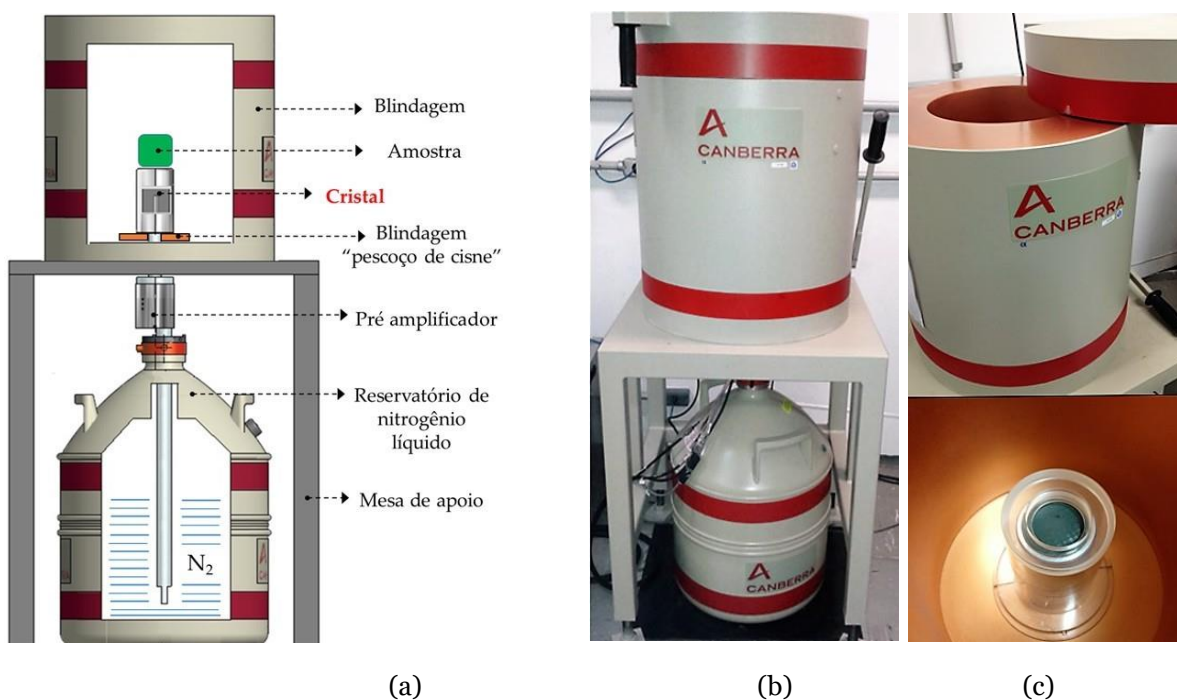 Blindagem
Amostra
Cristal
Blindagem
“pescoço de cisne”
Pré amplificador
Reservatório de
nitrogênio
líquido
Mesa de apoio
N2
A
CANBERRA
A
CANBERRA
A
CANBERRA
(a)
(b)
(c)